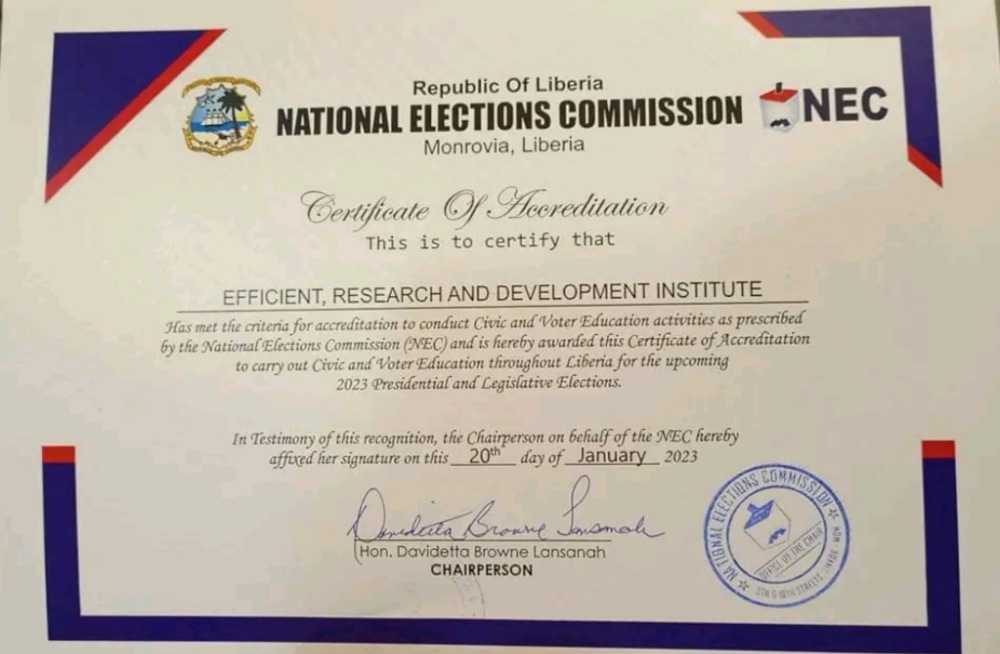 Republic Of Liberia
NATIONAL ELECTIONS COMMISSION
NEC
Monrovia, Liberia
Certificate Of Accreditation
This is to certify that
EFFICIENT, RESEARCH AND DEVELOPMENT INSTITUTE
Has met the criteria for accreditation to conduct Civic and Voter Education activities as prescribed
by the National Elections Commission (NEC) and is hereby awarded this Certificate of Accreditation
to carry out Civic and Voter Education throughout Liberia for the upcoming
2023 Presidential and Legislative Elections.
In Testimony of this recognition, the Chairperson on behalf of the NEC hereby
affixed her signature on this 20th day of January 2023
Davidetta Browne Lansanah
Hon. Davidetta Browne Lansanah
CHAIRPERSON
NATIONAL ELECTIONS COMMISSION
OFFICE OF THE CHAIR